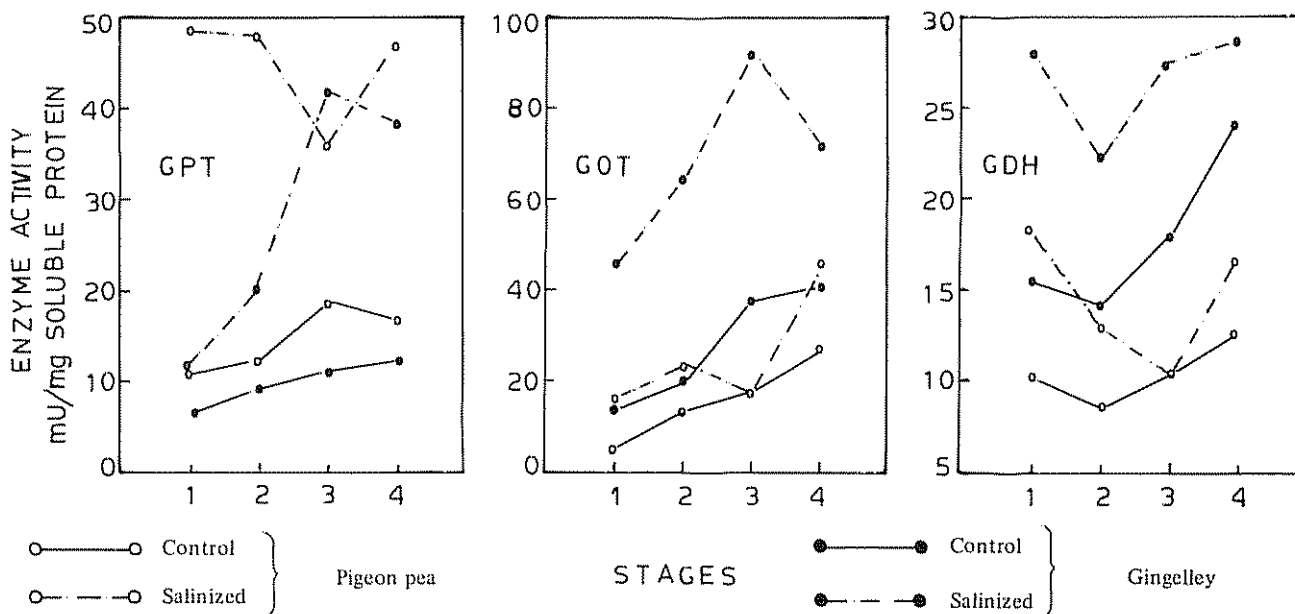 ENZYME ACTIVITY
mU/mg SOLUBLE PROTEIN
50
40
30
20
10
0
GPT
1 2 3 4
100
80
60
40
20
0
GOT
1 2 3 4
30
25
20
15
10
5
GDH
1 2 3 4
STAGES
Control
Salinized
Pigeon pea
Control
Salinized
Gingelley